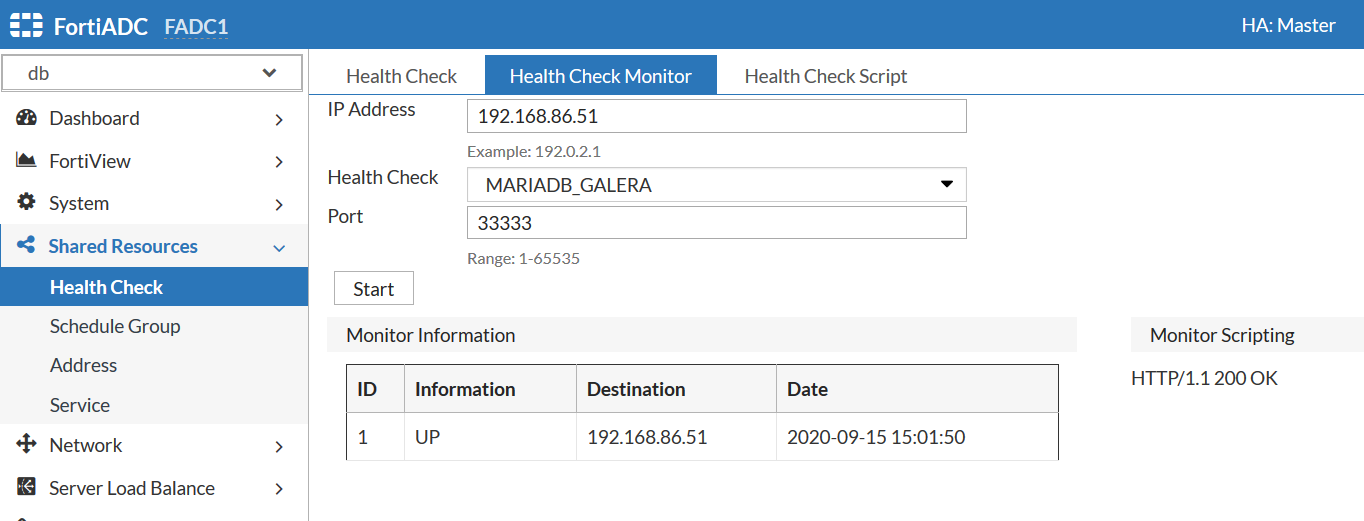 FortiADC FADC1 HA: Master
db
Dashboard
FortiView
System
Shared Resources
Health Check
Schedule Group
Address
Service
Network
Server Load Balance
Health Check Health Check Monitor Health Check Script
IP Address 192.168.86.51
Example: 192.0.2.1
Health Check MARIADB_GALERA
Port 33333
Range: 1-65535
Start
Monitor Information
ID Information Destination Date
1 UP 192.168.86.51 2020-09-15 15:01:50
Monitor Scripting
HTTP/1.1 200 OK